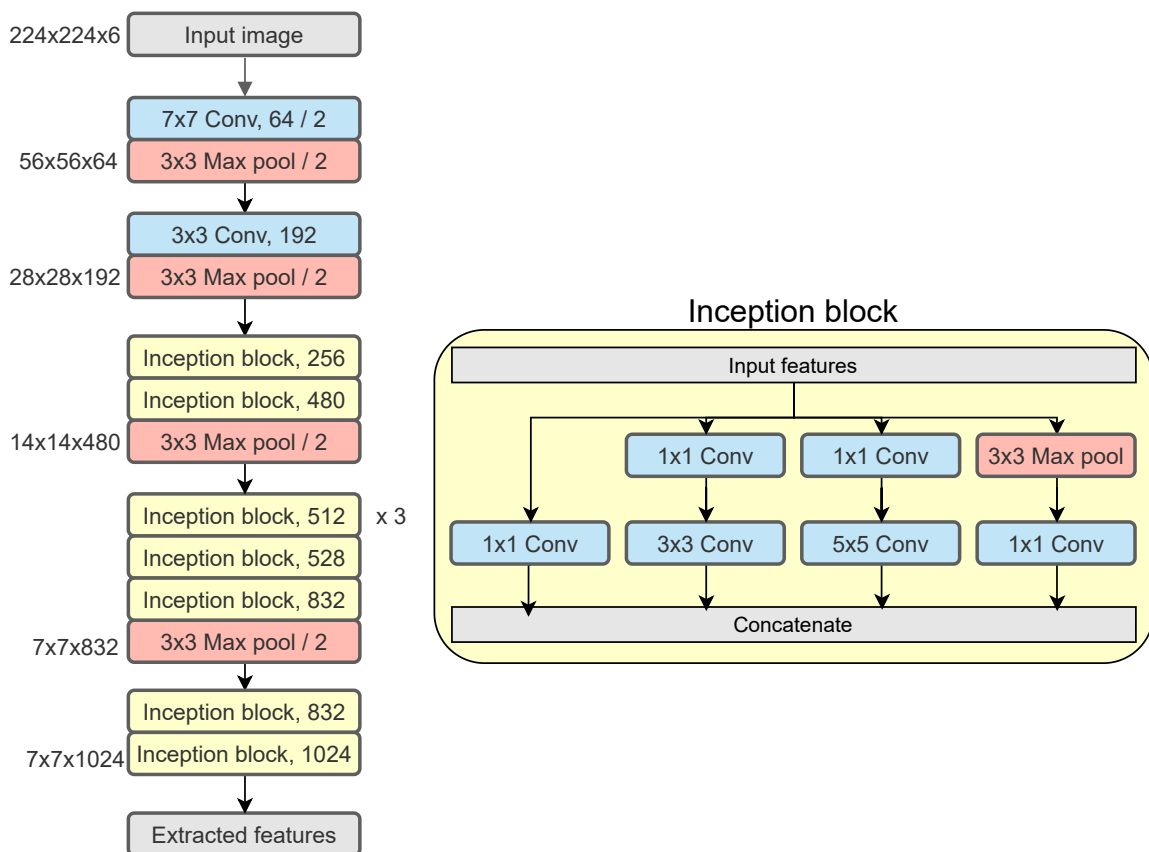 224x224x6
Input image
7x7 Conv, 64 / 2
56x56x64
3x3 Max pool / 2
3x3 Conv, 192
28x28x192
3x3 Max pool / 2
Inception block, 256
Inception block, 480
14x14x480
3x3 Max pool / 2
Inception block, 512
x 3
Inception block, 528
Inception block, 832
7x7x832
3x3 Max pool / 2
Inception block, 832
7x7x1024
Inception block, 1024
Extracted features
Inception block
Input features
1x1 Conv
1x1 Conv
3x3 Max pool
1x1 Conv
3x3 Conv
5x5 Conv
1x1 Conv
Concatenate